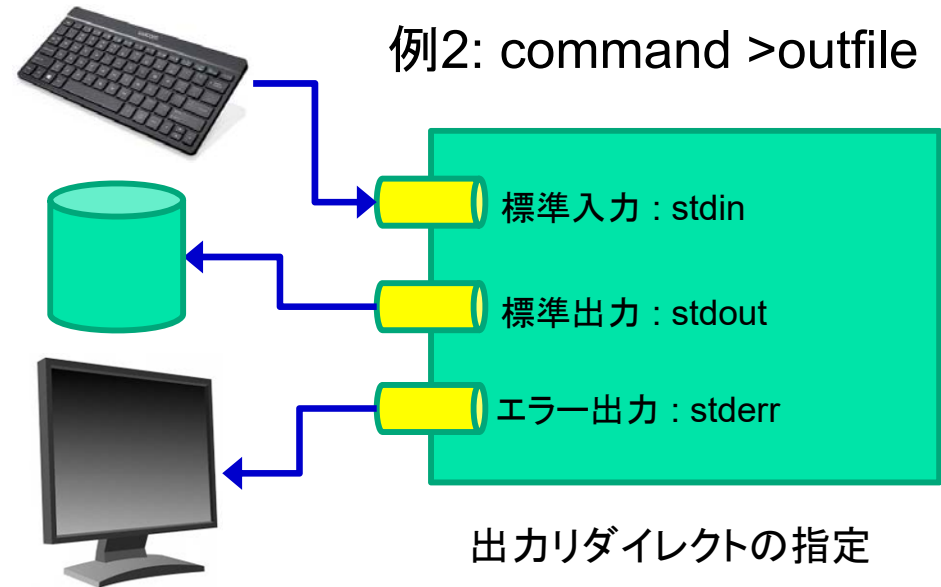 例2: command >outfile
標準入力 : stdin
標準出力 : stdout
エラー出力 : stderr
出力リダイレクトの指定